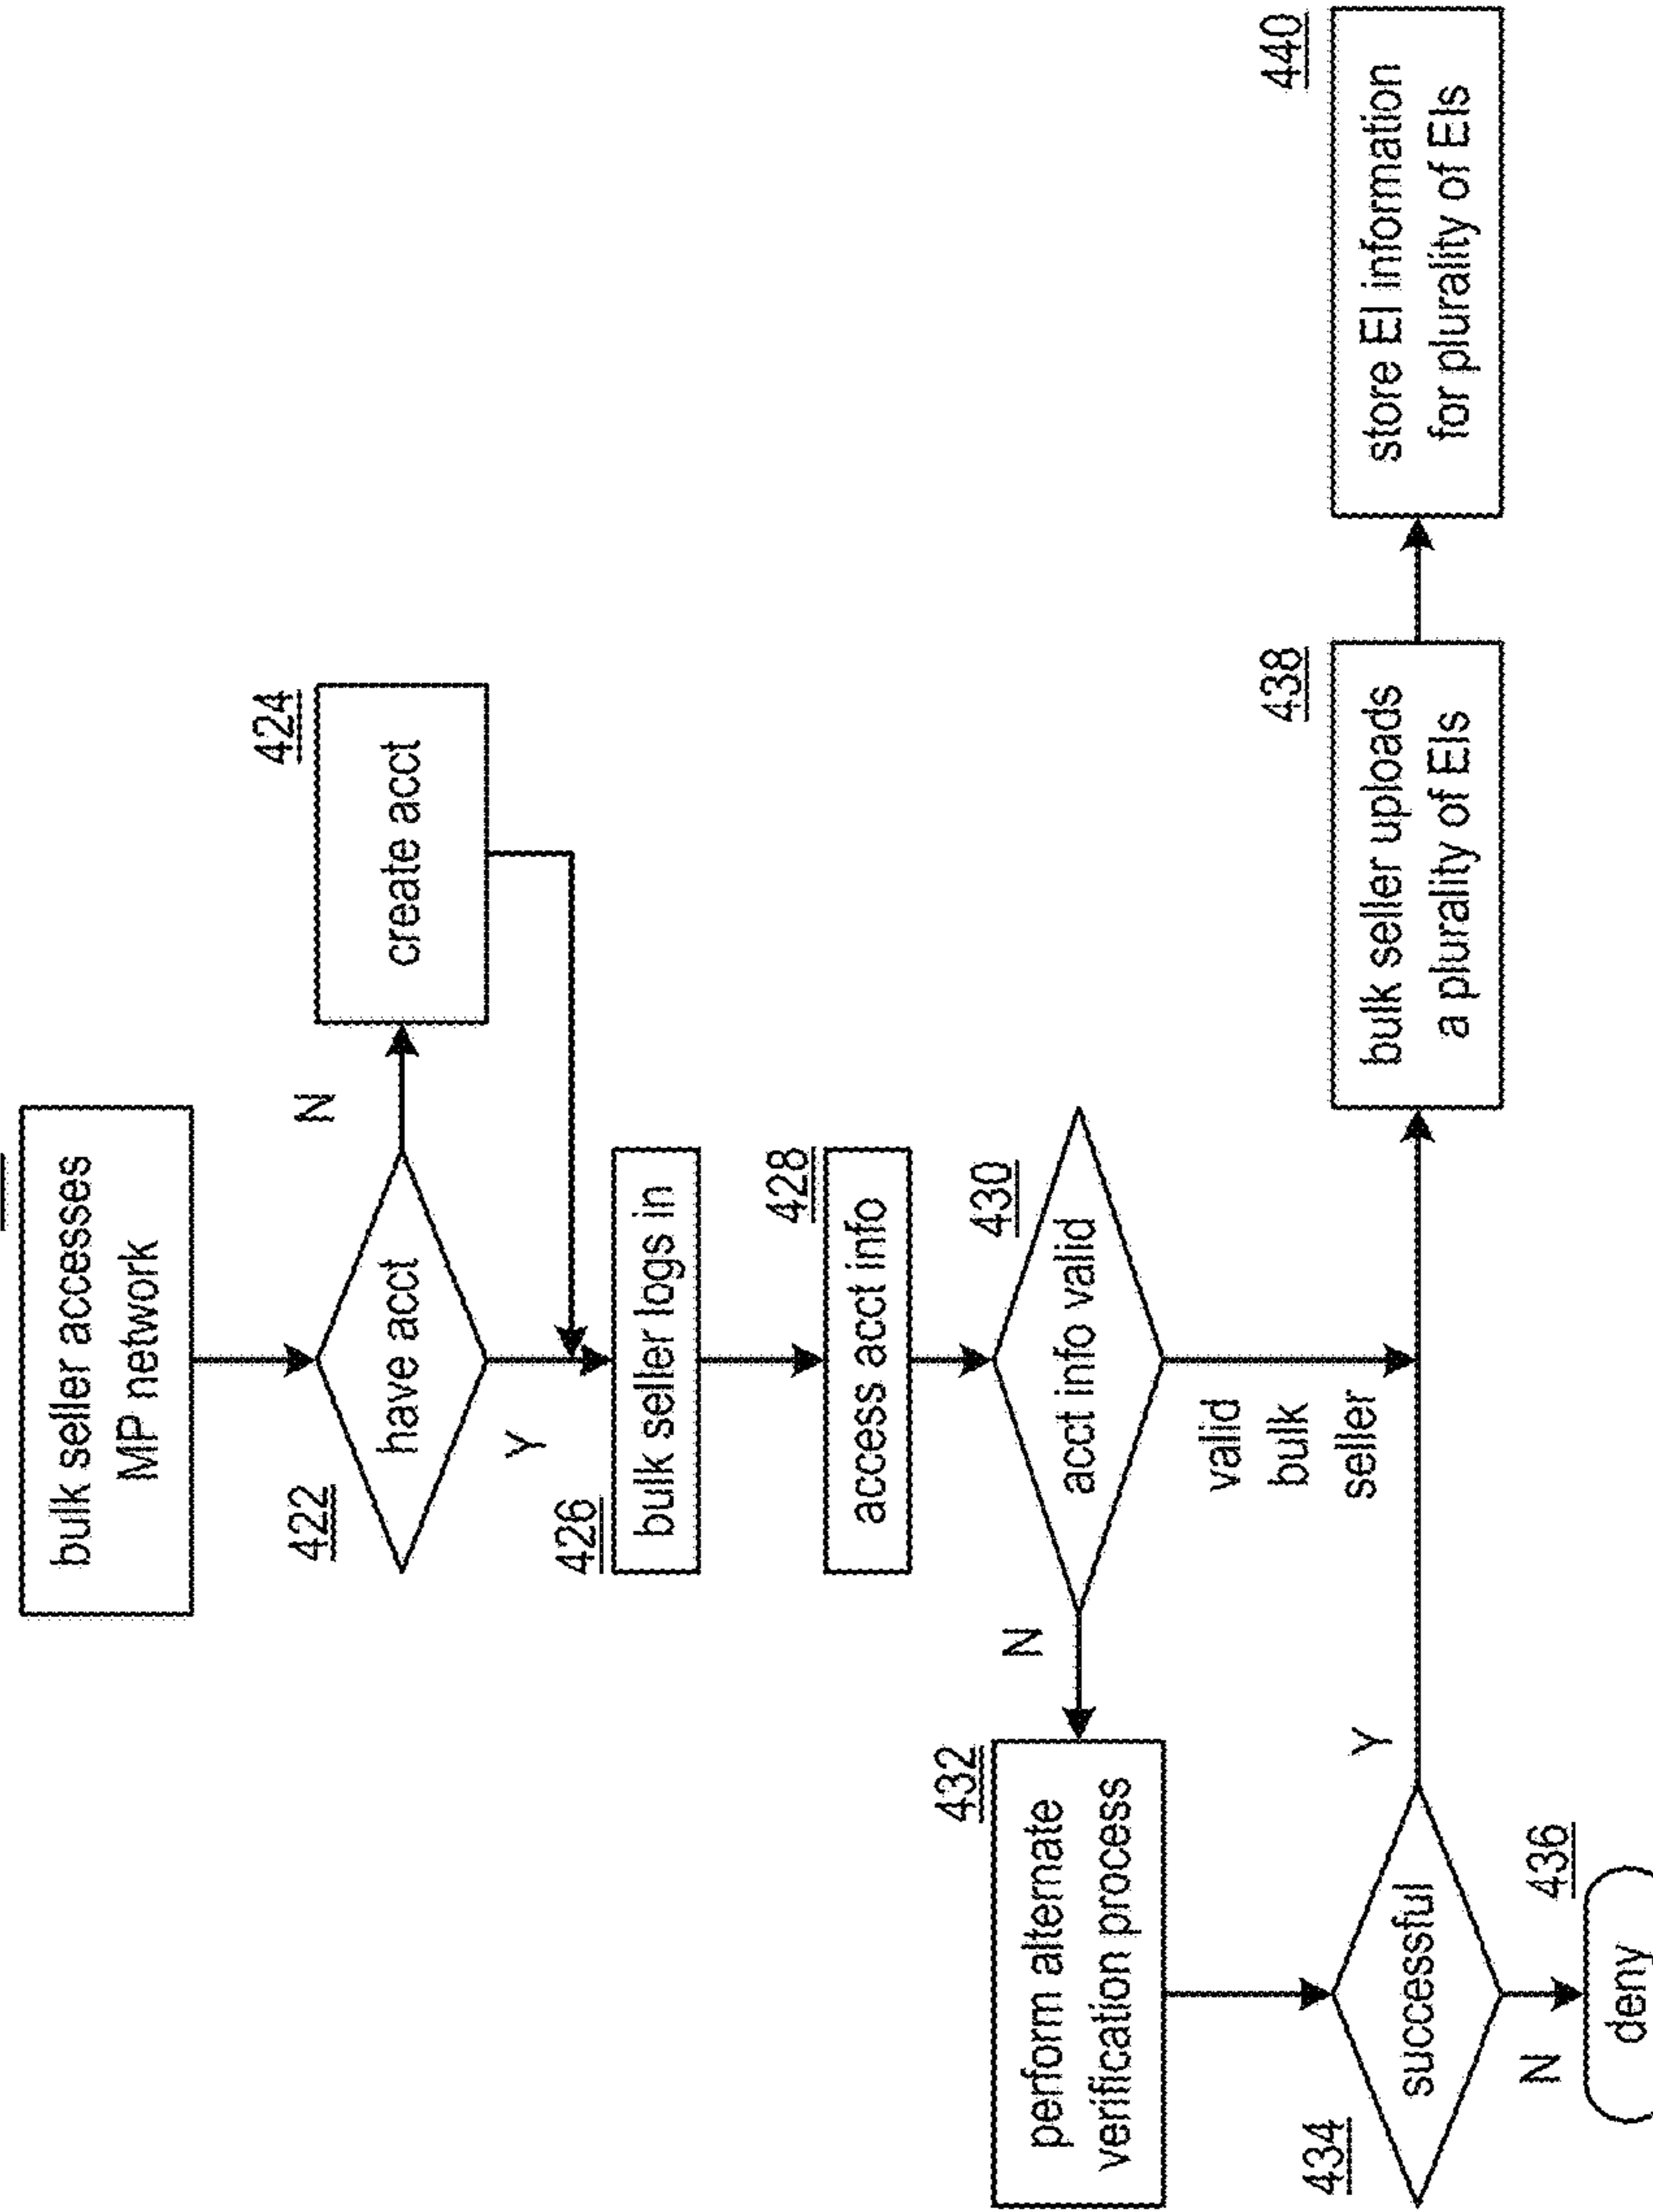 bulk seller accesses
MP network
422
have acct
N
424
create acct
Y
426
bulk seller logs in
428
access acct info
430
acct info valid
N
valid
bulk
seller
432
perform alternate
verification process
434
successful
Y
N
436
deny
438
bulk seller uploads
a plurality of EIs
440
store EI information
for plurality of EIs